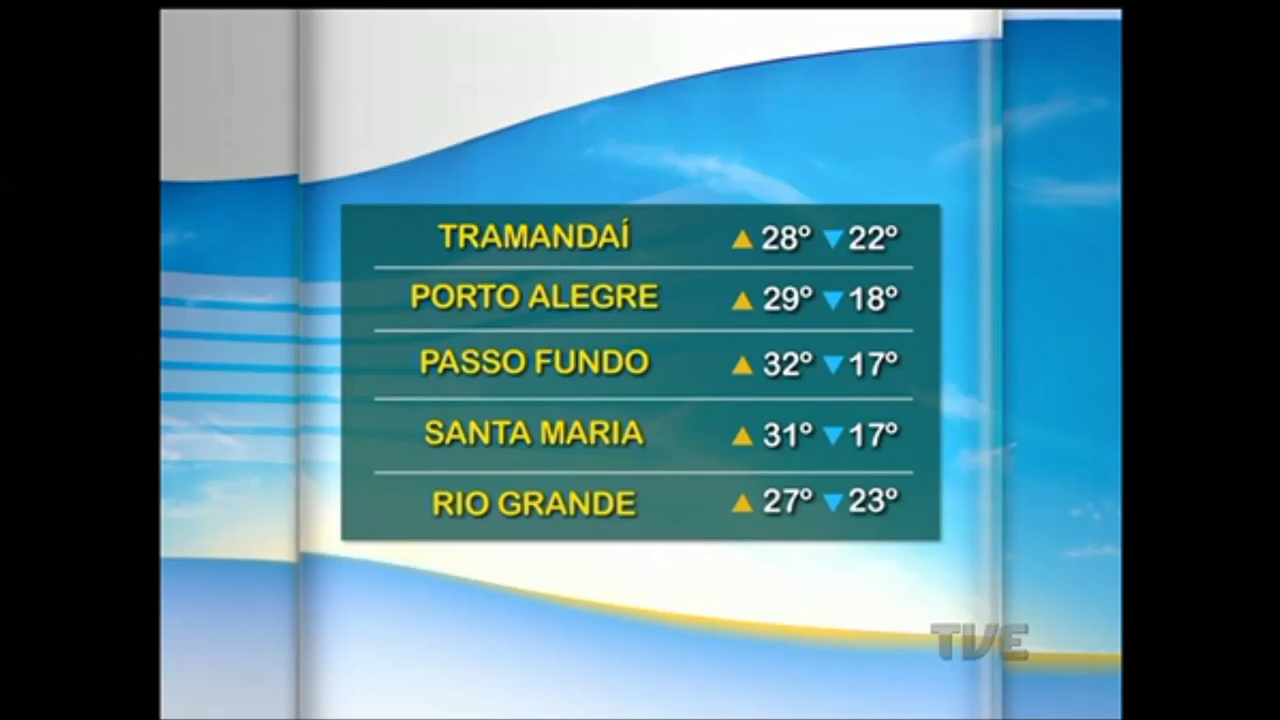 TRAMANDAÍ ▲ 28º ▼ 22º
PORTO ALEGRE ▲ 29º ▼ 18º
PASSO FUNDO ▲ 32º ▼ 17º
SANTA MARIA ▲ 31º ▼ 17º
RIO GRANDE ▲ 27º ▼ 23º
TVE